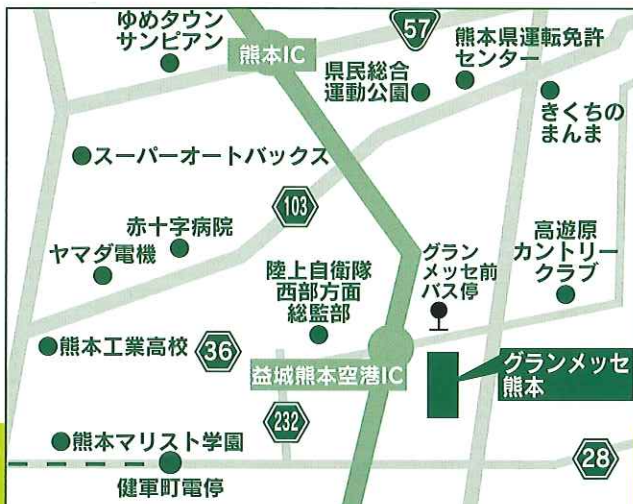 ゆめタウン
サンピアン
熊本IC
57
県民総合
運動公園
熊本県運転免許
センター
きくちの
まんま
スーパーオートバックス
103
赤十字病院
ヤマダ電機
陸上自衛隊
西部方面
総監部
グラン
メッセ前
バス停
高遊原
カントリー
クラブ
熊本工業高校
36
益城熊本空港IC
グランメッセ
熊本
232
熊本マリスト学園
健軍町電停
28